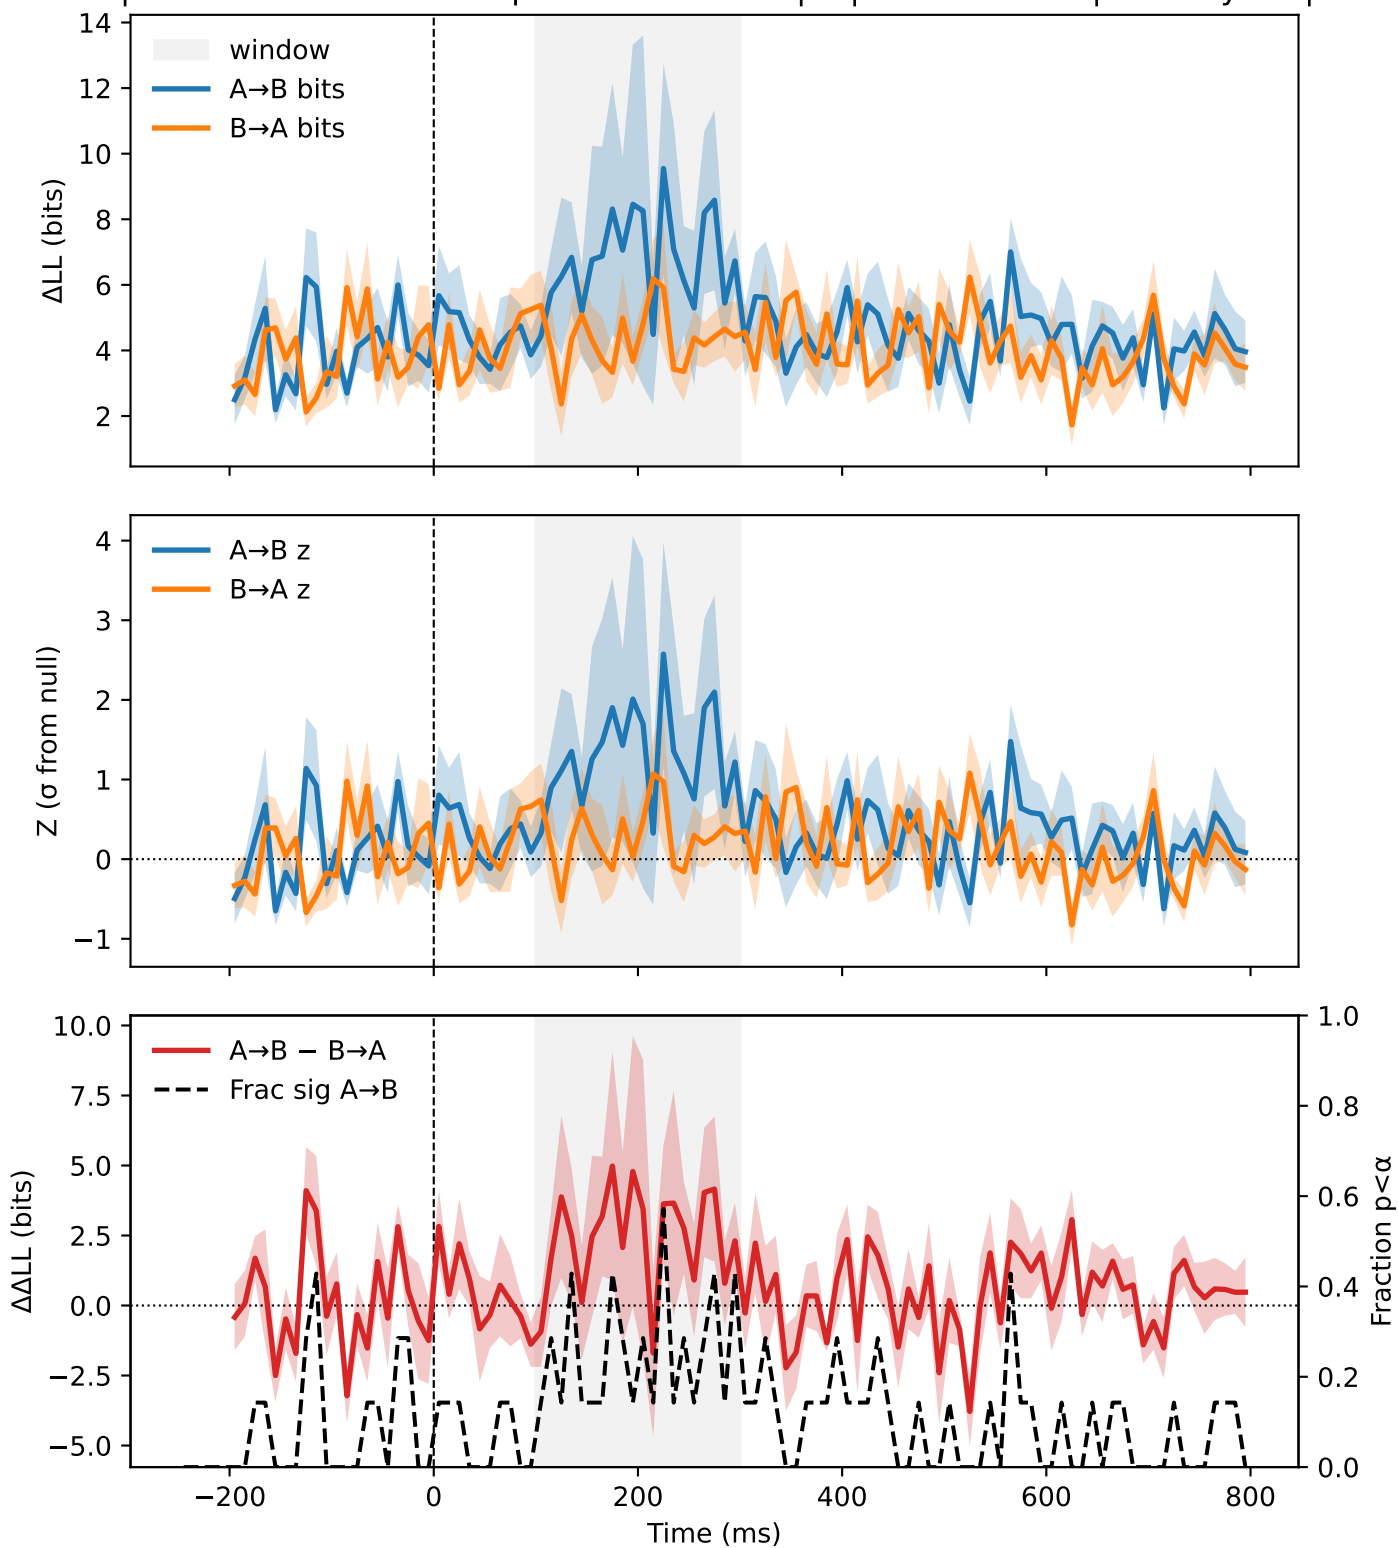 14
12
10
8
6
4
2
ΔLL (bits)
window
A→B bits
B→A bits
4
3
2
1
0
−1
Z (σ from null)
A→B z
B→A z
10.0
7.5
5.0
2.5
0.0
−2.5
−5.0
ΔΔLL (bits)
A→B − B→A
Frac sig A→B
1.0
0.8
0.6
0.4
0.2
0.0
Fraction p<α
−200 0 200 400 600 800
Time (ms)